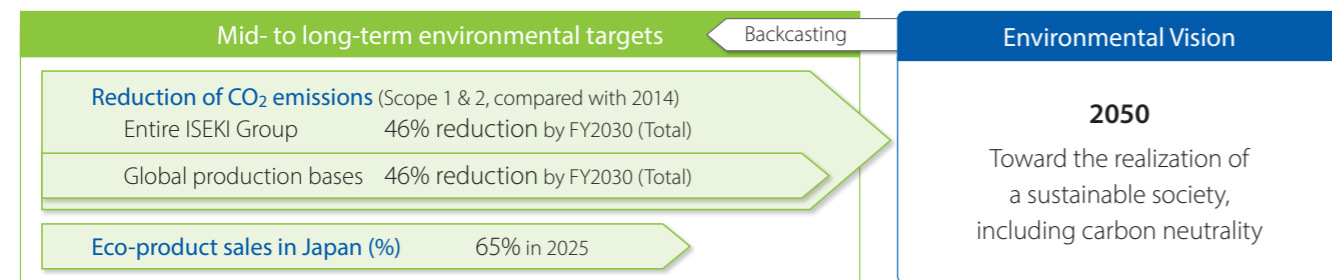 Mid- to long-term environmental targets
Backcasting
Environmental Vision
Reduction of CO₂ emissions (Scope 1 & 2, compared with 2014)
Entire ISEKI Group 46% reduction by FY2030 (Total)
Global production bases 46% reduction by FY2030 (Total)
Eco-product sales in Japan (%) 65% in 2025
2050
Toward the realization of
a sustainable society,
including carbon neutrality